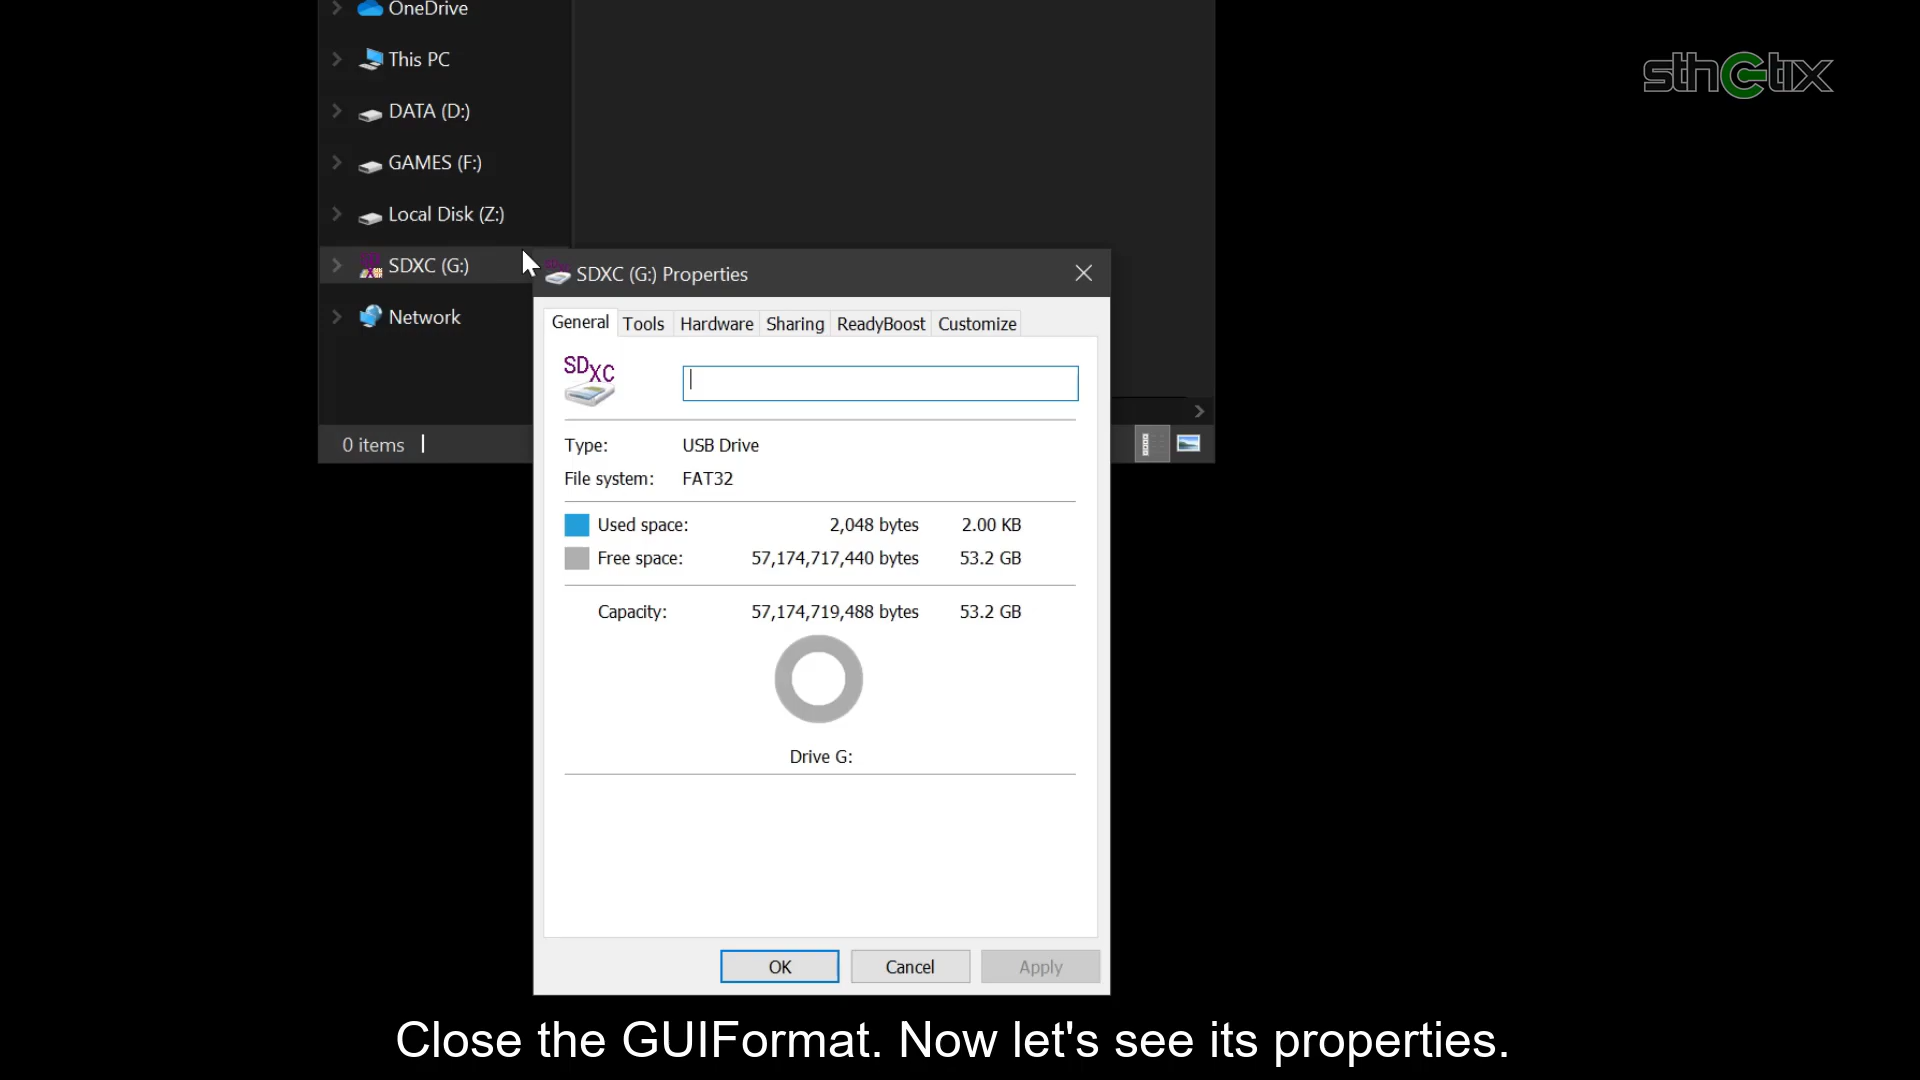 OneDrive
This PC
DATA (D:)
GAMES (F:)
Local Disk (Z:)
SDXC (G:)
Network
0 items
sthetix
SDXC (G:) Properties
General Tools Hardware Sharing ReadyBoost Customize
SDXC
Type: USB Drive
File system: FAT32
Used space: 2,048 bytes 2.00 KB
Free space: 57,174,717,440 bytes 53.2 GB
Capacity: 57,174,719,488 bytes 53.2 GB
Drive G:
OK Cancel Apply
Close the GUIFormat. Now let's see its properties.